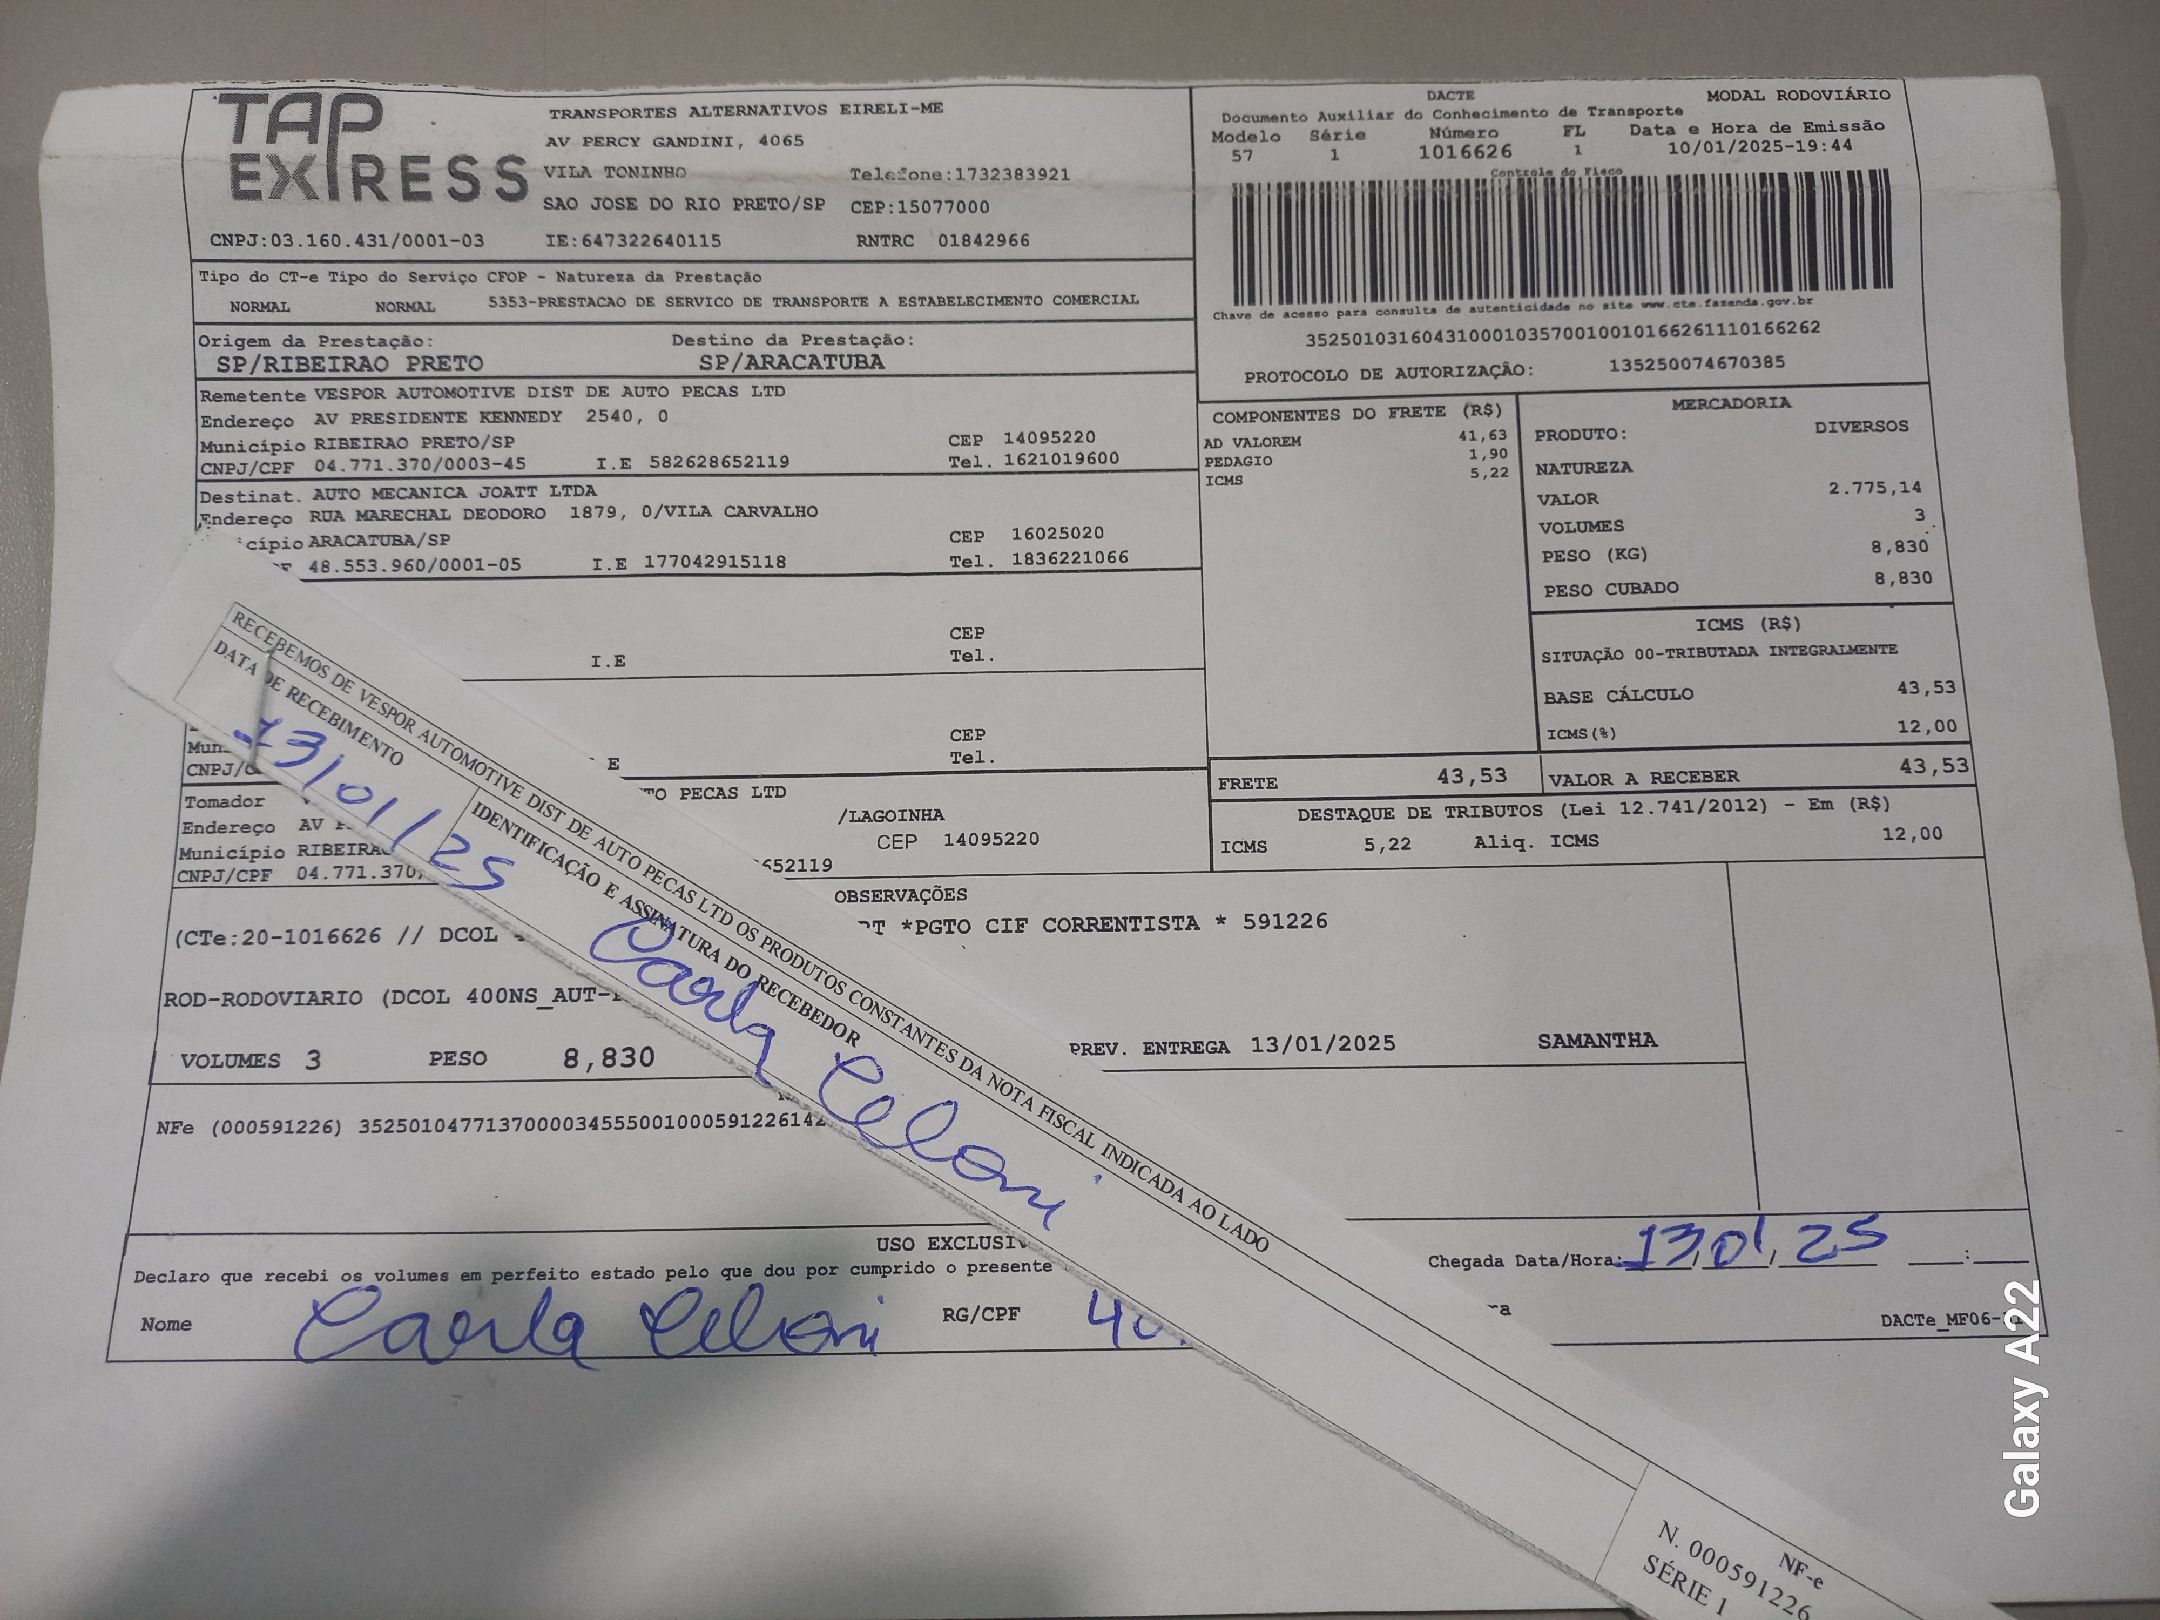 TAP EXPRESS
TRANSPORTES ALTERNATIVOS EIRELI-ME
AV PERCY GANDINI, 4065
VILA TONINHO Telefone:1732383921
SAO JOSE DO RIO PRETO/SP CEP:15077000
CNPJ:03.160.431/0001-03 IE:647322640115 RNTRC 01842966
DACTE MODAL RODOVIÁRIO
Documento Auxiliar do Conhecimento de Transporte
Modelo Série Número FL Data e Hora de Emissão
57 1 1016626 1 10/01/2025-19:44
Controle do Fisco
Chave de acesso para consulta de autenticidade no site www.cte.fazenda.gov.br
35250103160431000103570010010166261110166262
PROTOCOLO DE AUTORIZAÇÃO: 135250074670385
Tipo do CT-e Tipo do Serviço CFOP - Natureza da Prestação
NORMAL NORMAL 5353-PRESTACAO DE SERVICO DE TRANSPORTE A ESTABELECIMENTO COMERCIAL
Origem da Prestação: Destino da Prestação:
SP/RIBEIRAO PRETO SP/ARACATUBA
Remetente VESPOR AUTOMOTIVE DIST DE AUTO PECAS LTD
Endereço AV PRESIDENTE KENNEDY 2540, 0
Município RIBEIRAO PRETO/SP CEP 14095220
CNPJ/CPF 04.771.370/0003-45 I.E 582628652119 Tel. 1621019600
Destinat. AUTO MECANICA JOATT LTDA
Endereço RUA MARECHAL DEODORO 1879, 0/VILA CARVALHO
cípio ARACATUBA/SP CEP 16025020
F 48.553.960/0001-05 I.E 177042915118 Tel. 1836221066
CEP
I.E Tel.
CEP
Mun
CNPJ/C E Tel.
Tomador TO PECAS LTD
Endereço AV P /LAGOINHA
Município RIBEIRA CEP 14095220
CNPJ/CPF 04.771.370 652119
COMPONENTES DO FRETE (R$)
AD VALOREM 41,63
PEDAGIO 1,90
ICMS 5,22
MERCADORIA
PRODUTO: DIVERSOS
NATUREZA
VALOR 2.775,14
VOLUMES 3
PESO (KG) 8,830
PESO CUBADO 8,830
ICMS (R$)
SITUAÇÃO 00-TRIBUTADA INTEGRALMENTE
BASE CÁLCULO 43,53
ICMS(%) 12,00
FRETE 43,53 VALOR A RECEBER 43,53
DESTAQUE DE TRIBUTOS (Lei 12.741/2012) - Em (R$)
ICMS 5,22 Aliq. ICMS 12,00
OBSERVAÇÕES
(CTe:20-1016626 // DCOL T *PGTO CIF CORRENTISTA * 591226
ROD-RODOVIARIO (DCOL 400NS_AUT-
VOLUMES 3 PESO 8,830 PREV. ENTREGA 13/01/2025 SAMANTHA
NFe (000591226) 3525010477137000034555001000591226142
USO EXCLUSIV
Declaro que recebi os volumes em perfeito estado pelo que dou por cumprido o presente
Chegada Data/Hora: 13/01/25 :
Nome Carla Celoni RG/CPF 40.
ra DACTe_MF06-
RECEBEMOS DE VESPOR AUTOMOTIVE DIST DE AUTO PECAS LTD OS PRODUTOS CONSTANTES DA NOTA FISCAL INDICADA AO LADO
DATA DE RECEBIMENTO
13/01/25
IDENTIFICAÇÃO E ASSINATURA DO RECEBEDOR
Carla Celoni
NF-e
N. 000591226
SÉRIE 1
Galaxy A22